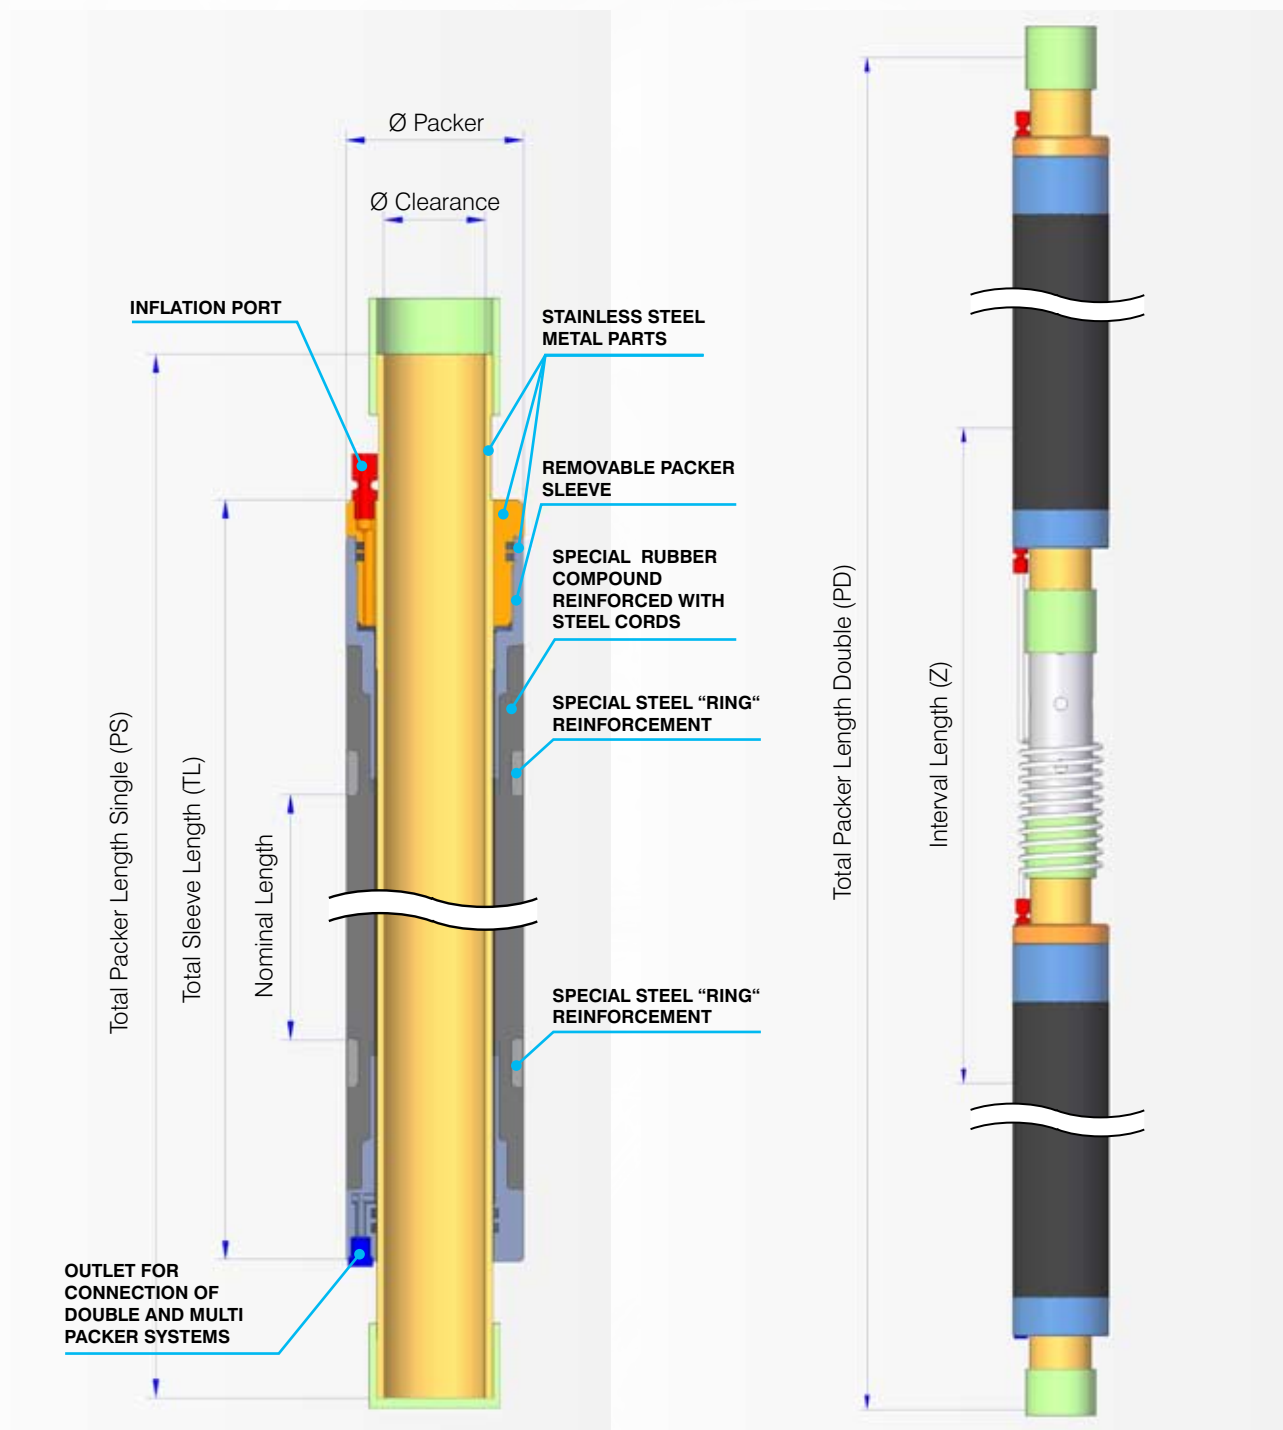 Ø Packer
Ø Clearance
INFLATION PORT
STAINLESS STEEL
METAL PARTS
REMOVABLE PACKER
SLEEVE
SPECIAL RUBBER
COMPOUND
REINFORCED WITH
STEEL CORDS
SPECIAL STEEL “RING“
REINFORCEMENT
Total Packer Length Single (PS)
Total Sleeve Length (TL)
Nominal Length
SPECIAL STEEL “RING“
REINFORCEMENT
OUTLET FOR
CONNECTION OF
DOUBLE AND MULTI
PACKER SYSTEMS
Total Packer Length Double (PD)
Interval Length (Z)